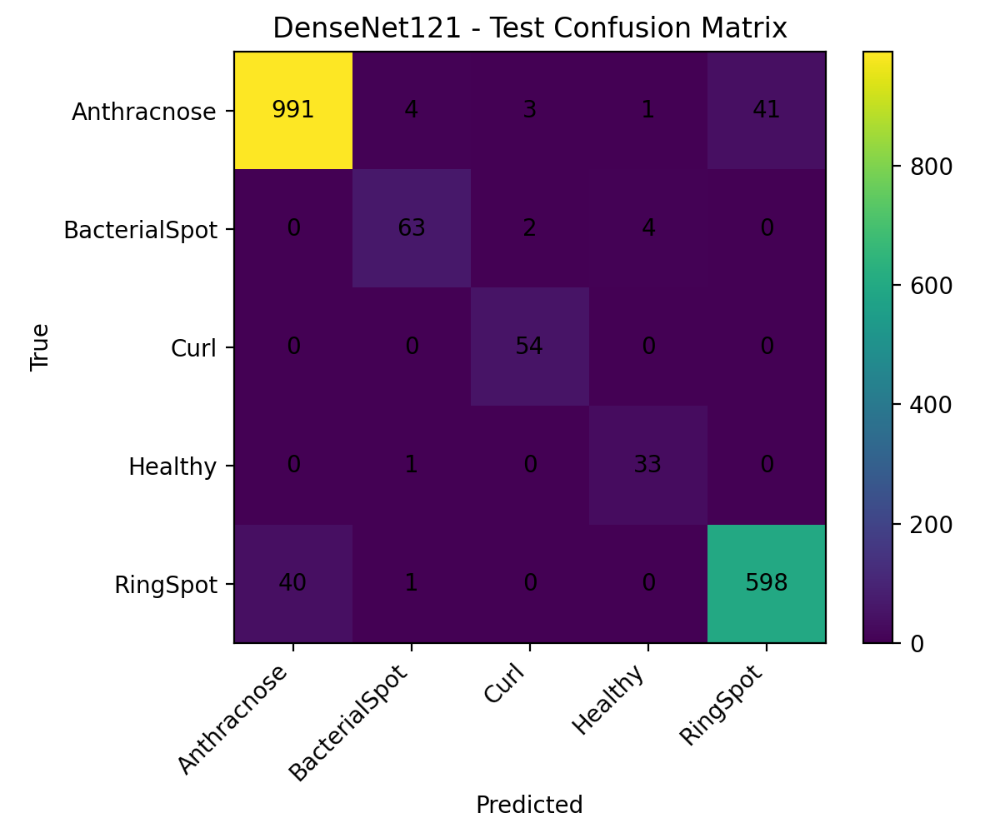 DenseNet121 - Test Confusion Matrix
Anthracnose 991 4 3 1 41
BacterialSpot 0 63 2 4 0
Curl 0 0 54 0 0
Healthy 0 1 0 33 0
RingSpot 40 1 0 0 598
True
Anthracnose BacterialSpot Curl Healthy RingSpot
Predicted
800
600
400
200
0